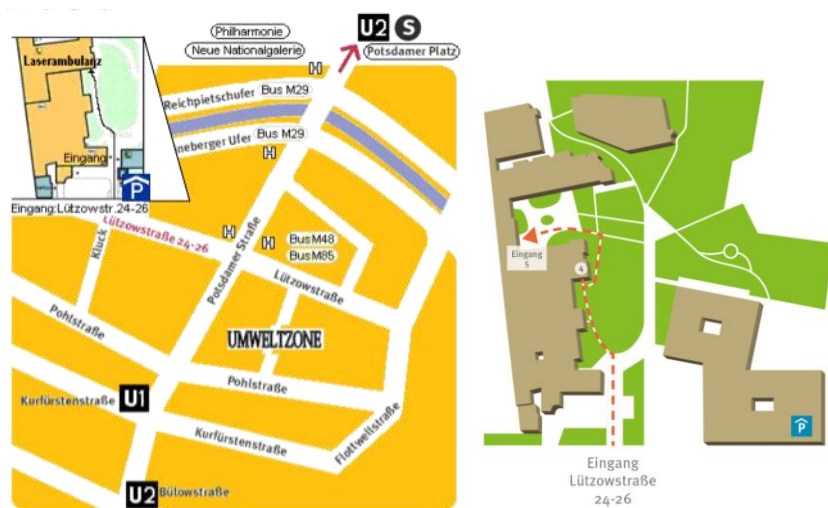 Philharmonie
Neue Nationalgalerie
U2 S
Potsdamer Platz
Laserambulanz
Eingang
P
Eingang:Lützowstr.24-26
Reichpietschufer
Bus M29
neberger Ufer
Bus M29
H
H
H
H
Lützowstraße 24-26
Kluck
Potsdamer Straße
BusM48
BusM85
Lützowstraße
Pohlstraße
UMWELTZONE
Pohlstraße
Kurfürstenstraße
U1
Kurfürstenstraße
Flottwellstraße
U2
Bülowstraße
Eingang
5
4
P
Eingang
Lützowstraße
24-26